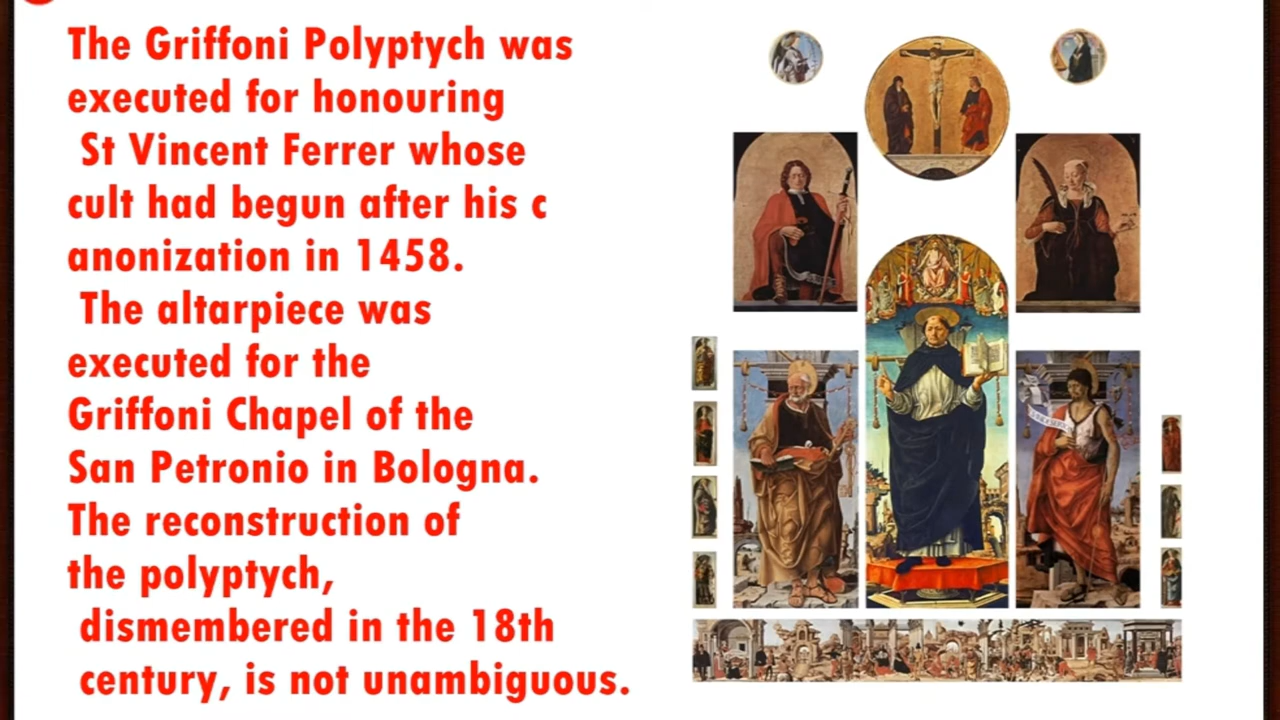 The Griffoni Polyptych was
executed for honouring
St Vincent Ferrer whose
cult had begun after his c
anonization in 1458.
The altarpiece was
executed for the
Griffoni Chapel of the
San Petronio in Bologna.
The reconstruction of
the polyptych,
dismembered in the 18th
century, is not unambiguous.